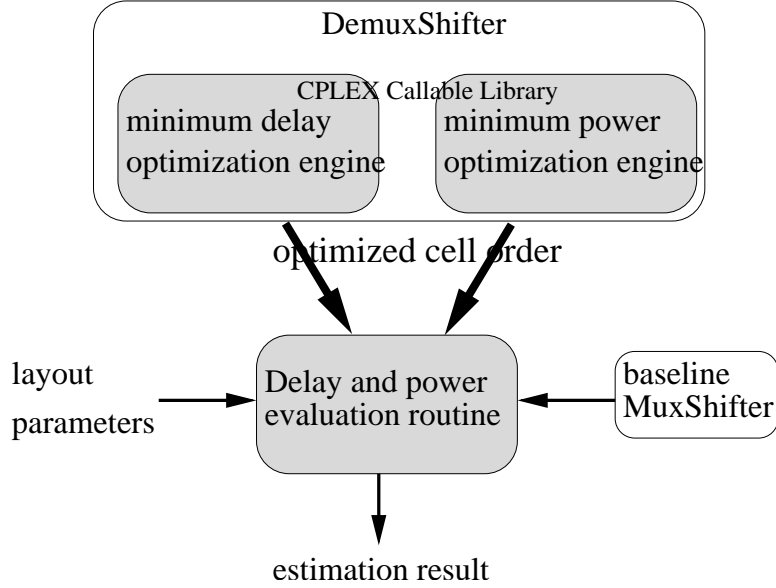 DemuxShifter
CPLEX Callable Library
minimum delay
optimization engine
minimum power
optimization engine
optimized cell order
layout
parameters
Delay and power
evaluation routine
baseline
MuxShifter
estimation result